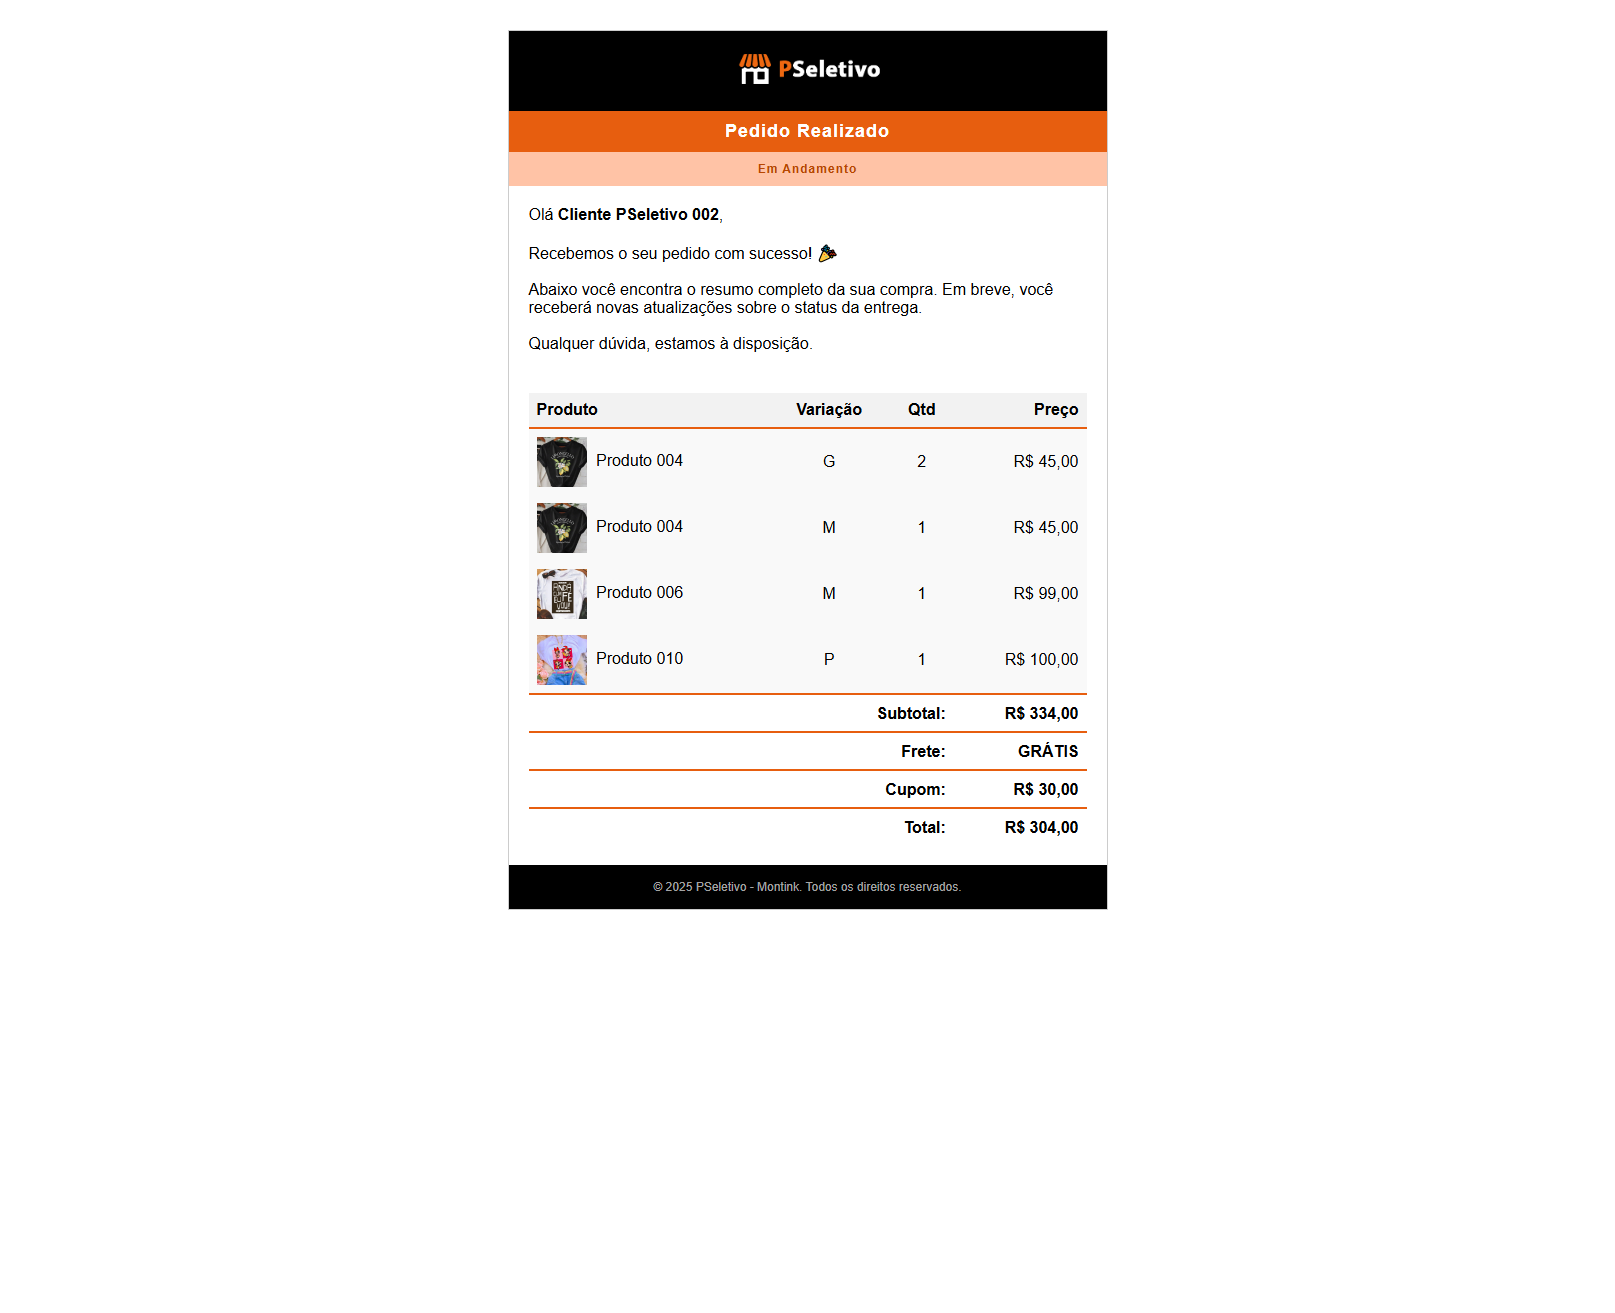 PSeletivo
Pedido Realizado
Em Andamento
Olá Cliente PSeletivo 002,
Recebemos o seu pedido com sucesso!
Abaixo você encontra o resumo completo da sua compra. Em breve, você
receberá novas atualizações sobre o status da entrega.
Qualquer dúvida, estamos à disposição.
Produto Variação Qtd Preço
Produto 004 G 2 R$ 45,00
Produto 004 M 1 R$ 45,00
Produto 006 M 1 R$ 99,00
Produto 010 P 1 R$ 100,00
Subtotal: R$ 334,00
Frete: GRÁTIS
Cupom: R$ 30,00
Total: R$ 304,00
© 2025 PSeletivo - Montink. Todos os direitos reservados.